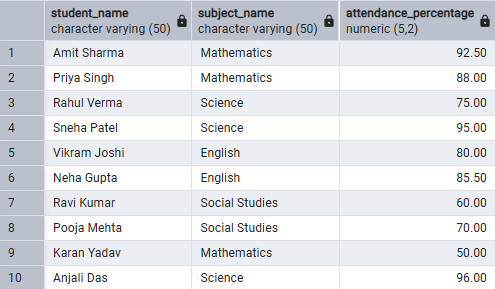 student_name subject_name attendance_percentage
character varying (50) character varying (50) numeric (5,2)
1 Amit Sharma Mathematics 92.50
2 Priya Singh Mathematics 88.00
3 Rahul Verma Science 75.00
4 Sneha Patel Science 95.00
5 Vikram Joshi English 80.00
6 Neha Gupta English 85.50
7 Ravi Kumar Social Studies 60.00
8 Pooja Mehta Social Studies 70.00
9 Karan Yadav Mathematics 50.00
10 Anjali Das Science 96.00